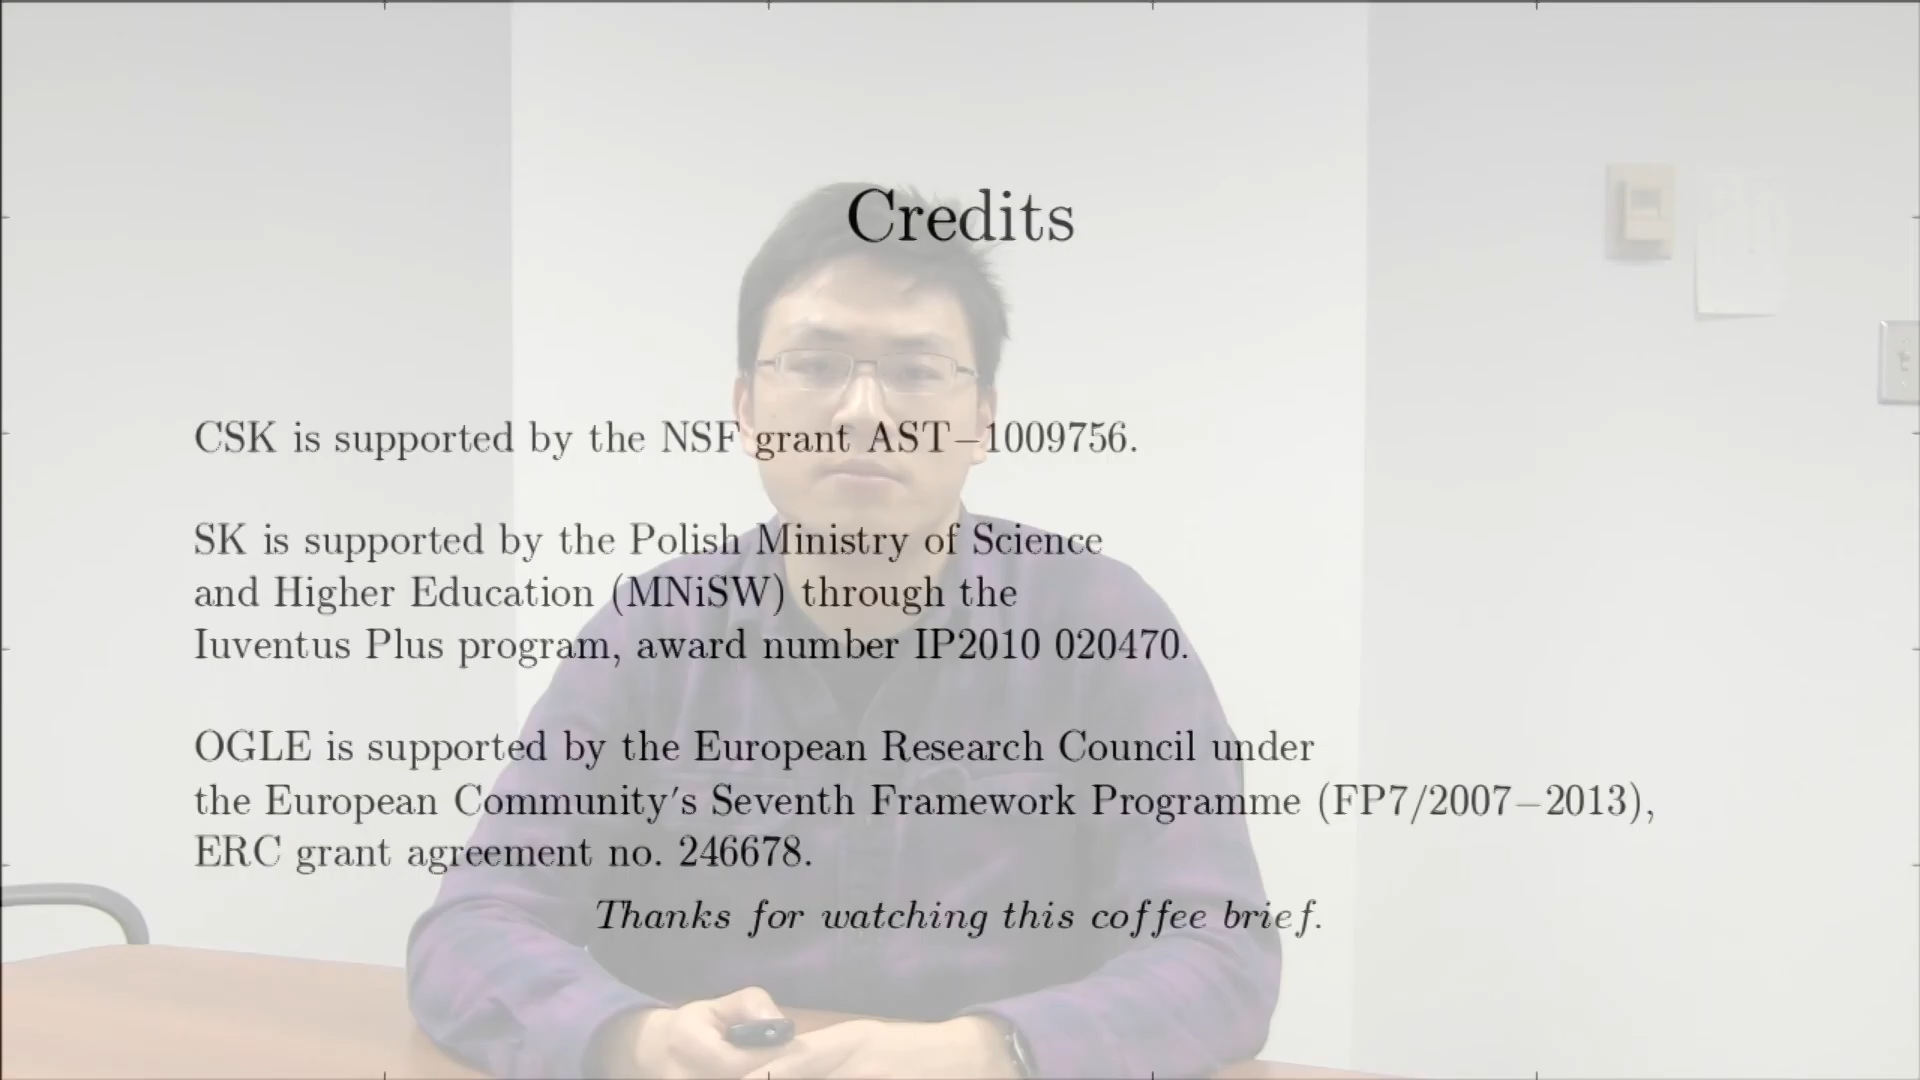 Credits
CSK is supported by the NSF grant AST−1009756.
SK is supported by the Polish Ministry of Science
and Higher Education (MNiSW) through the
Iuventus Plus program, award number IP2010 020470.
OGLE is supported by the European Research Council under
the European Community's Seventh Framework Programme (FP7/2007−2013),
ERC grant agreement no. 246678.
Thanks for watching this coffee brief.